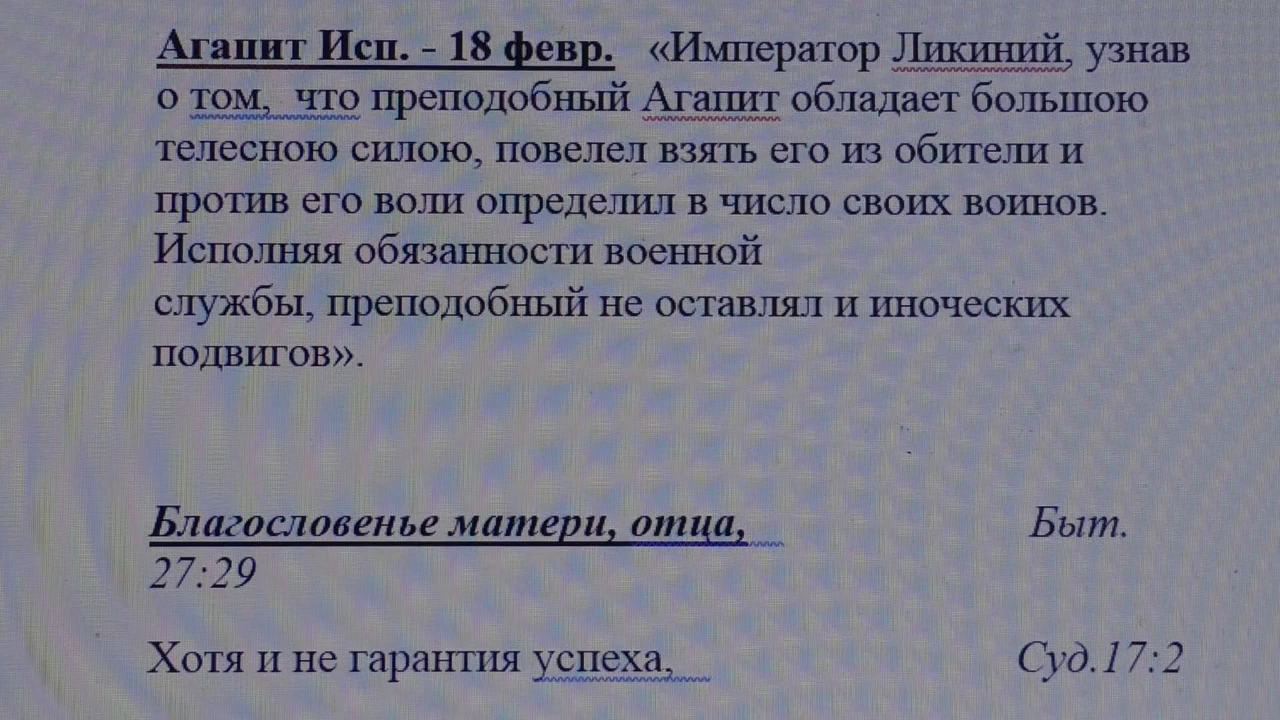 Агапит Исп. - 18 февр. «Император Ликиний, узнав
о том, что преподобный Агапит обладает большою
телесною силою, повелел взять его из обители и
против его воли определил в число своих воинов.
Исполняя обязанности военной
службы, преподобный не оставлял и иноческих
подвигов».
Благословенье матери, отца, Быт.
27:29
Хотя и не гарантия успеха, Суд.17:2